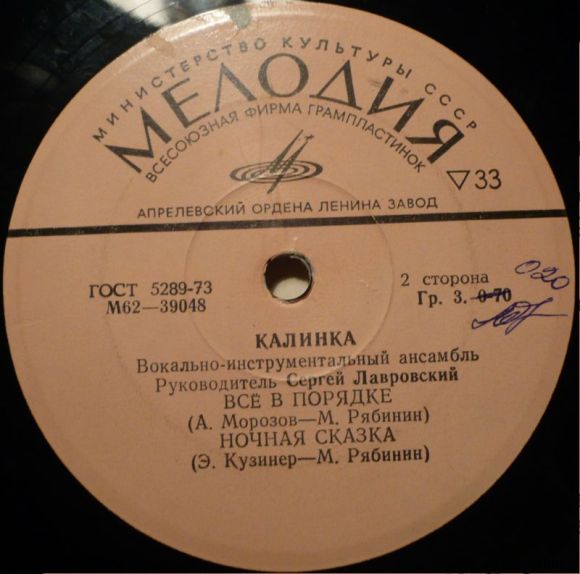 МИНИСТЕРСТВО КУЛЬТУРЫ СССР
МЕЛОДИЯ
ВСЕСОЮЗНАЯ ФИРМА ГРАМПЛАСТИНОК
▽33
АПРЕЛЕВСКИЙ ОРДЕНА ЛЕНИНА ЗАВОД
ГОСТ 5289-73
М62—39048
2 сторона
Гр. 3. 0-70
020
КАЛИНКА
Вокально-инструментальный ансамбль
Руководитель Сергей Лавровский
ВСЁ В ПОРЯДКЕ
(А. Морозов—М. Рябинин)
НОЧНАЯ СКАЗКА
(Э. Кузинер—М. Рябинин)